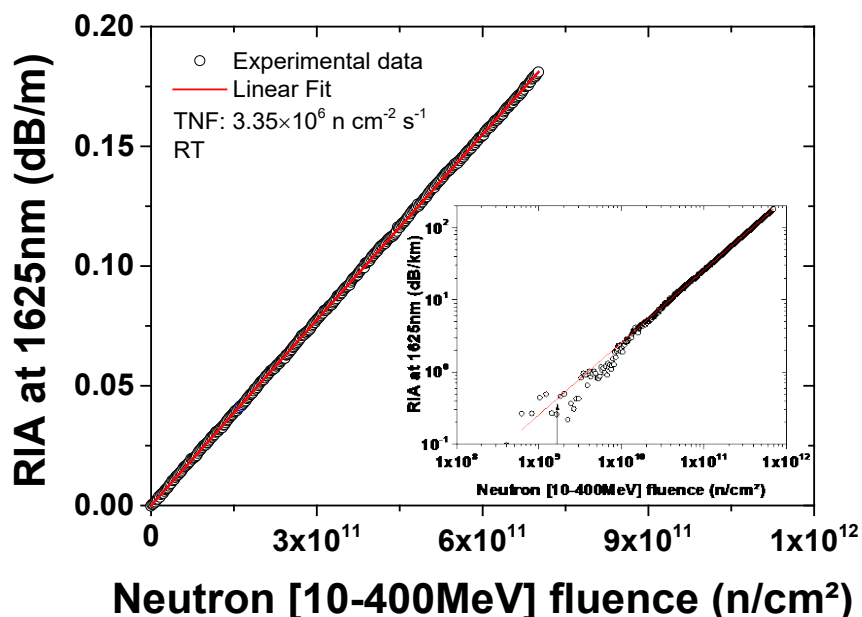 0.20
0.15
0.10
0.05
0.00
RIA at 1625nm (dB/m)
Experimental data
Linear Fit
TNF: 3.35×10⁶ n cm⁻² s⁻¹
RT
10²
10¹
10⁰
10⁻¹
RIA at 1625nm (dB/km)
1x10⁸ 1x10⁹ 1x10¹⁰ 1x10¹¹ 1x10¹²
Neutron [10-400MeV] fluence (n/cm²)
0 3x10¹¹ 6x10¹¹ 9x10¹¹ 1x10¹²
Neutron [10-400MeV] fluence (n/cm²)